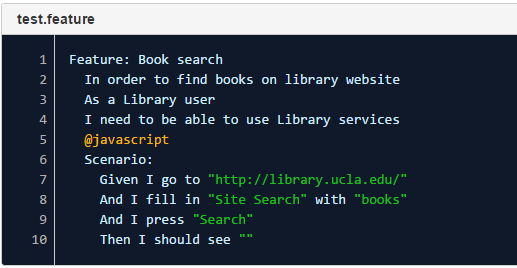 test.feature
1 Feature: Book search
2 In order to find books on library website
3 As a Library user
4 I need to be able to use Library services
5 @javascript
6 Scenario:
7 Given I go to "http://library.ucla.edu/"
8 And I fill in "Site Search" with "books"
9 And I press "Search"
10 Then I should see ""